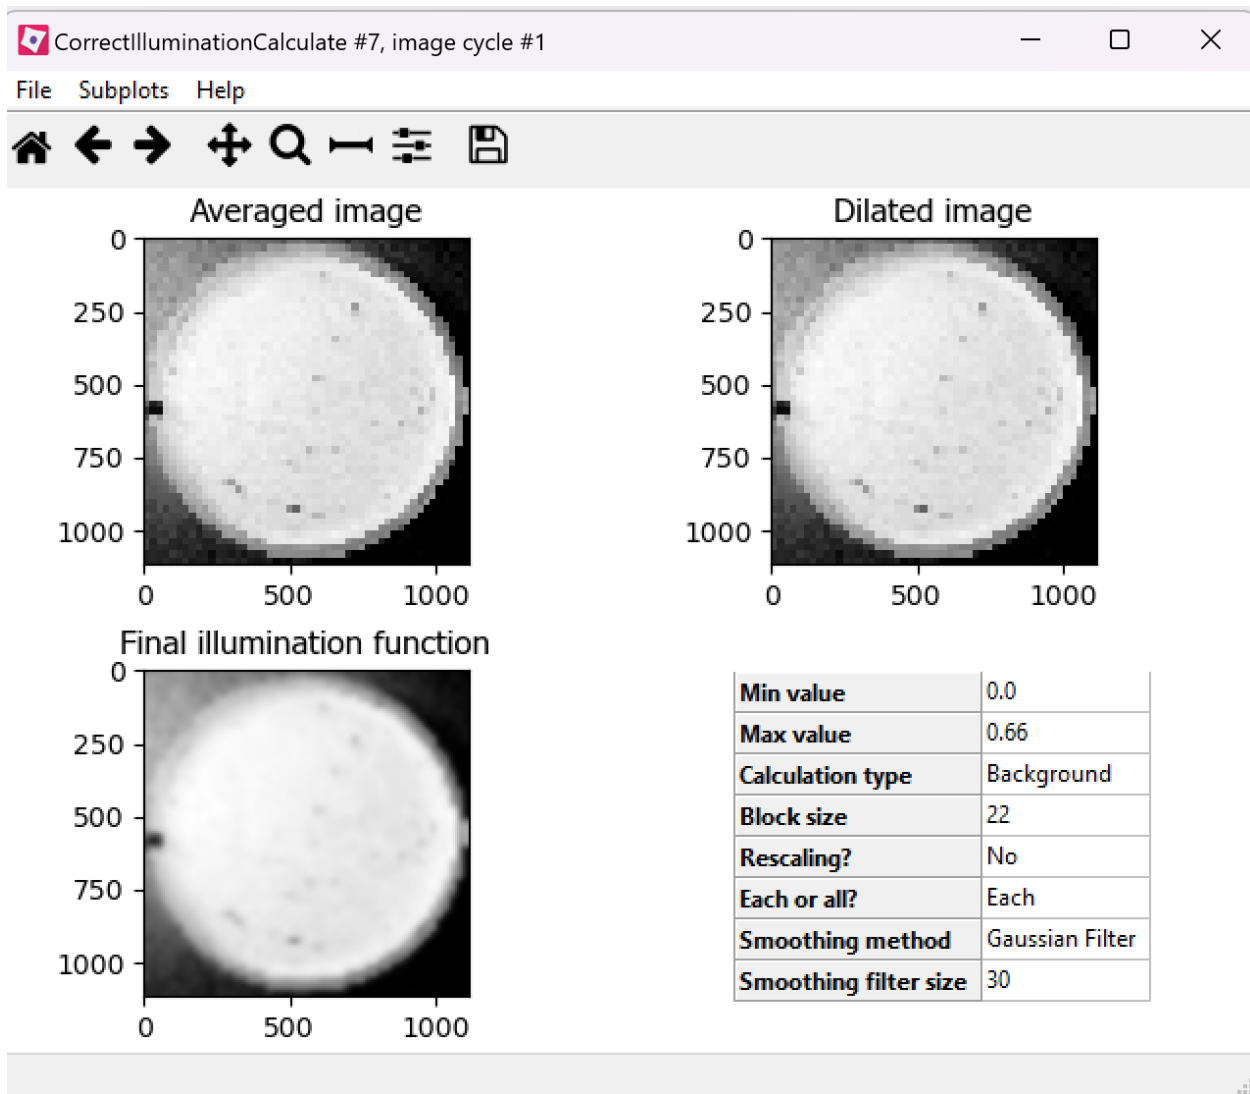 CorrectIlluminationCalculate #7, image cycle #1
File Subplots Help
Averaged image
0
250
500
750
1000
0 500 1000
Dilated image
0
250
500
750
1000
0 500 1000
Final illumination function
0
250
500
750
1000
0 500 1000
Min value 0.0
Max value 0.66
Calculation type Background
Block size 22
Rescaling? No
Each or all? Each
Smoothing method Gaussian Filter
Smoothing filter size 30